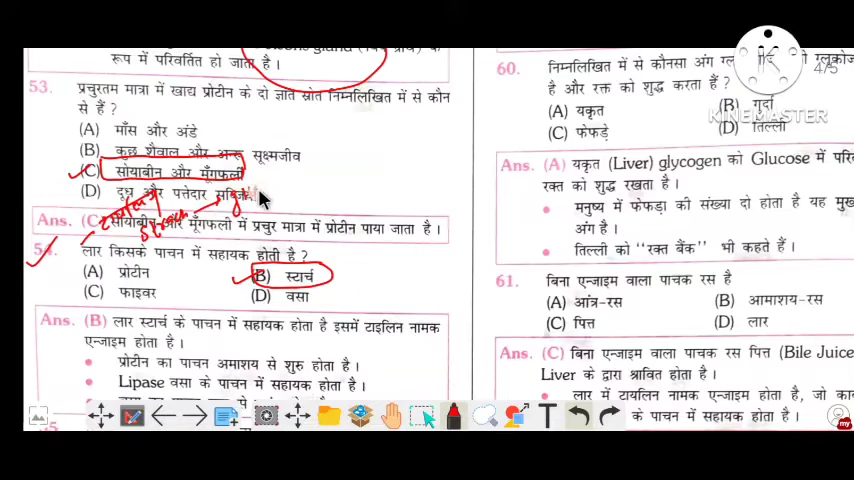 रूप में परिवर्तित हो जाता है।
53. प्रचुरतम मात्रा में खाद्य प्रोटीन के दो ज्ञात स्रोत निम्नलिखित में से कौन
से हैं ?
(A) माँस और अंडे
(B) कुछ शैवाल और अन्य सूक्ष्मजीव
(C) सोयाबीन और मूँगफली
(D) दूध और पत्तेदार
Ans. (C) सोयाबीन और मूँगफली में प्रचुर मात्रा में प्रोटीन पाया जाता है।
54. लार किसके पाचन में सहायक होती है ?
(A) प्रोटीन
(B) स्टार्च
(C) फाइवर
(D) वसा
Ans. (B) लार स्टार्च के पाचन में सहायक होता है इसमें टाइलिन नामक
एन्जाइम होता है।
• प्रोटीन का पाचन अमाशय से शुरु होता है।
• Lipase वसा के पाचन में सहायक होता है।
60. निम्नलिखित में से कौनसा अंग
है और रक्त को शुद्ध करता हैं ?
(A) यकृत
(B) गुर्दा
(C) फेफड़े
(D) तिल्ली
Ans. (A) यकृत (Liver) glycogen को Glucose में परि
रक्त को शुद्ध रखता है।
• मनुष्य में फेफड़ा की संख्या दो होता है यह मुख
अंग है।
• तिल्ली को "रक्त बैंक" भी कहते हैं।
61. बिना एन्जाइम वाला पाचक रस है
(A) आंत्र-रस
(B) आमाशय-रस
(C) पित्त
(D) लार
Ans. (C) बिना एन्जाइम वाला पाचक रस पित्त (Bile Juice
Liver के द्वारा श्रावित होता है।
• लार में टायलिन नामक एन्जाइम होता है, जो
के पाचन में सहायक होता है।
4/5
KINEMASTER